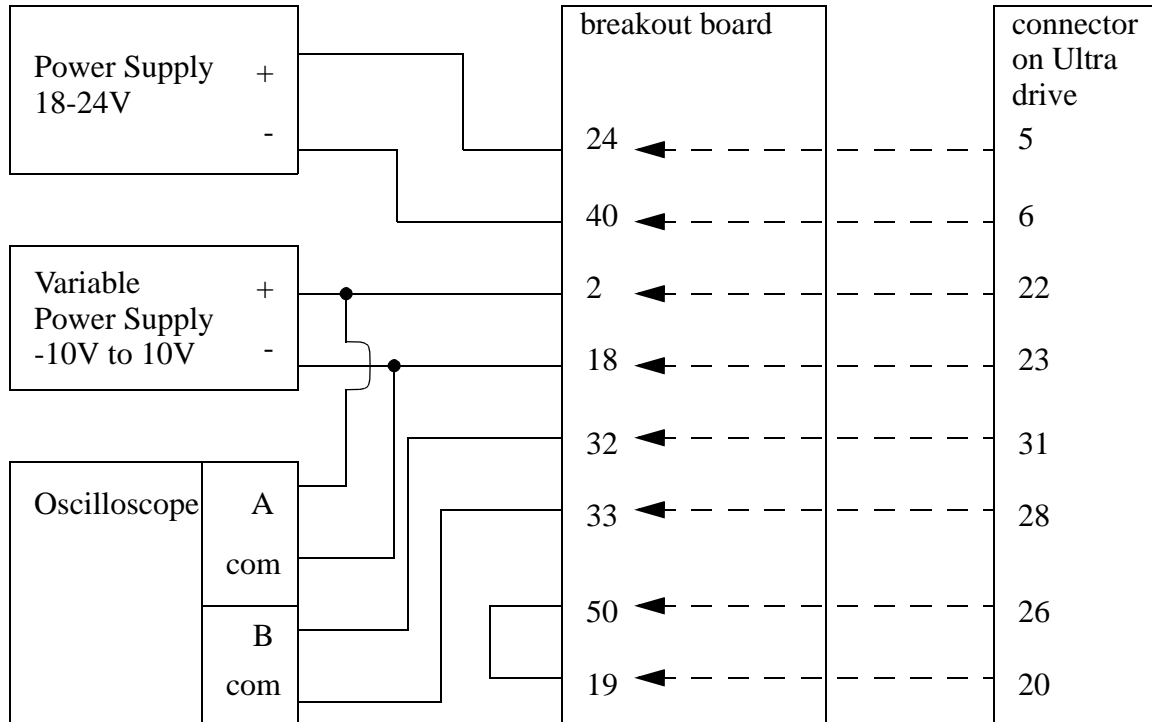 breakout board
connector
on Ultra
drive
Power Supply
18-24V
+
-
24
5
40
6
Variable
Power Supply
-10V to 10V
+
-
2
22
18
23
32
31
Oscilloscope
A
com
33
28
B
com
50
26
19
20